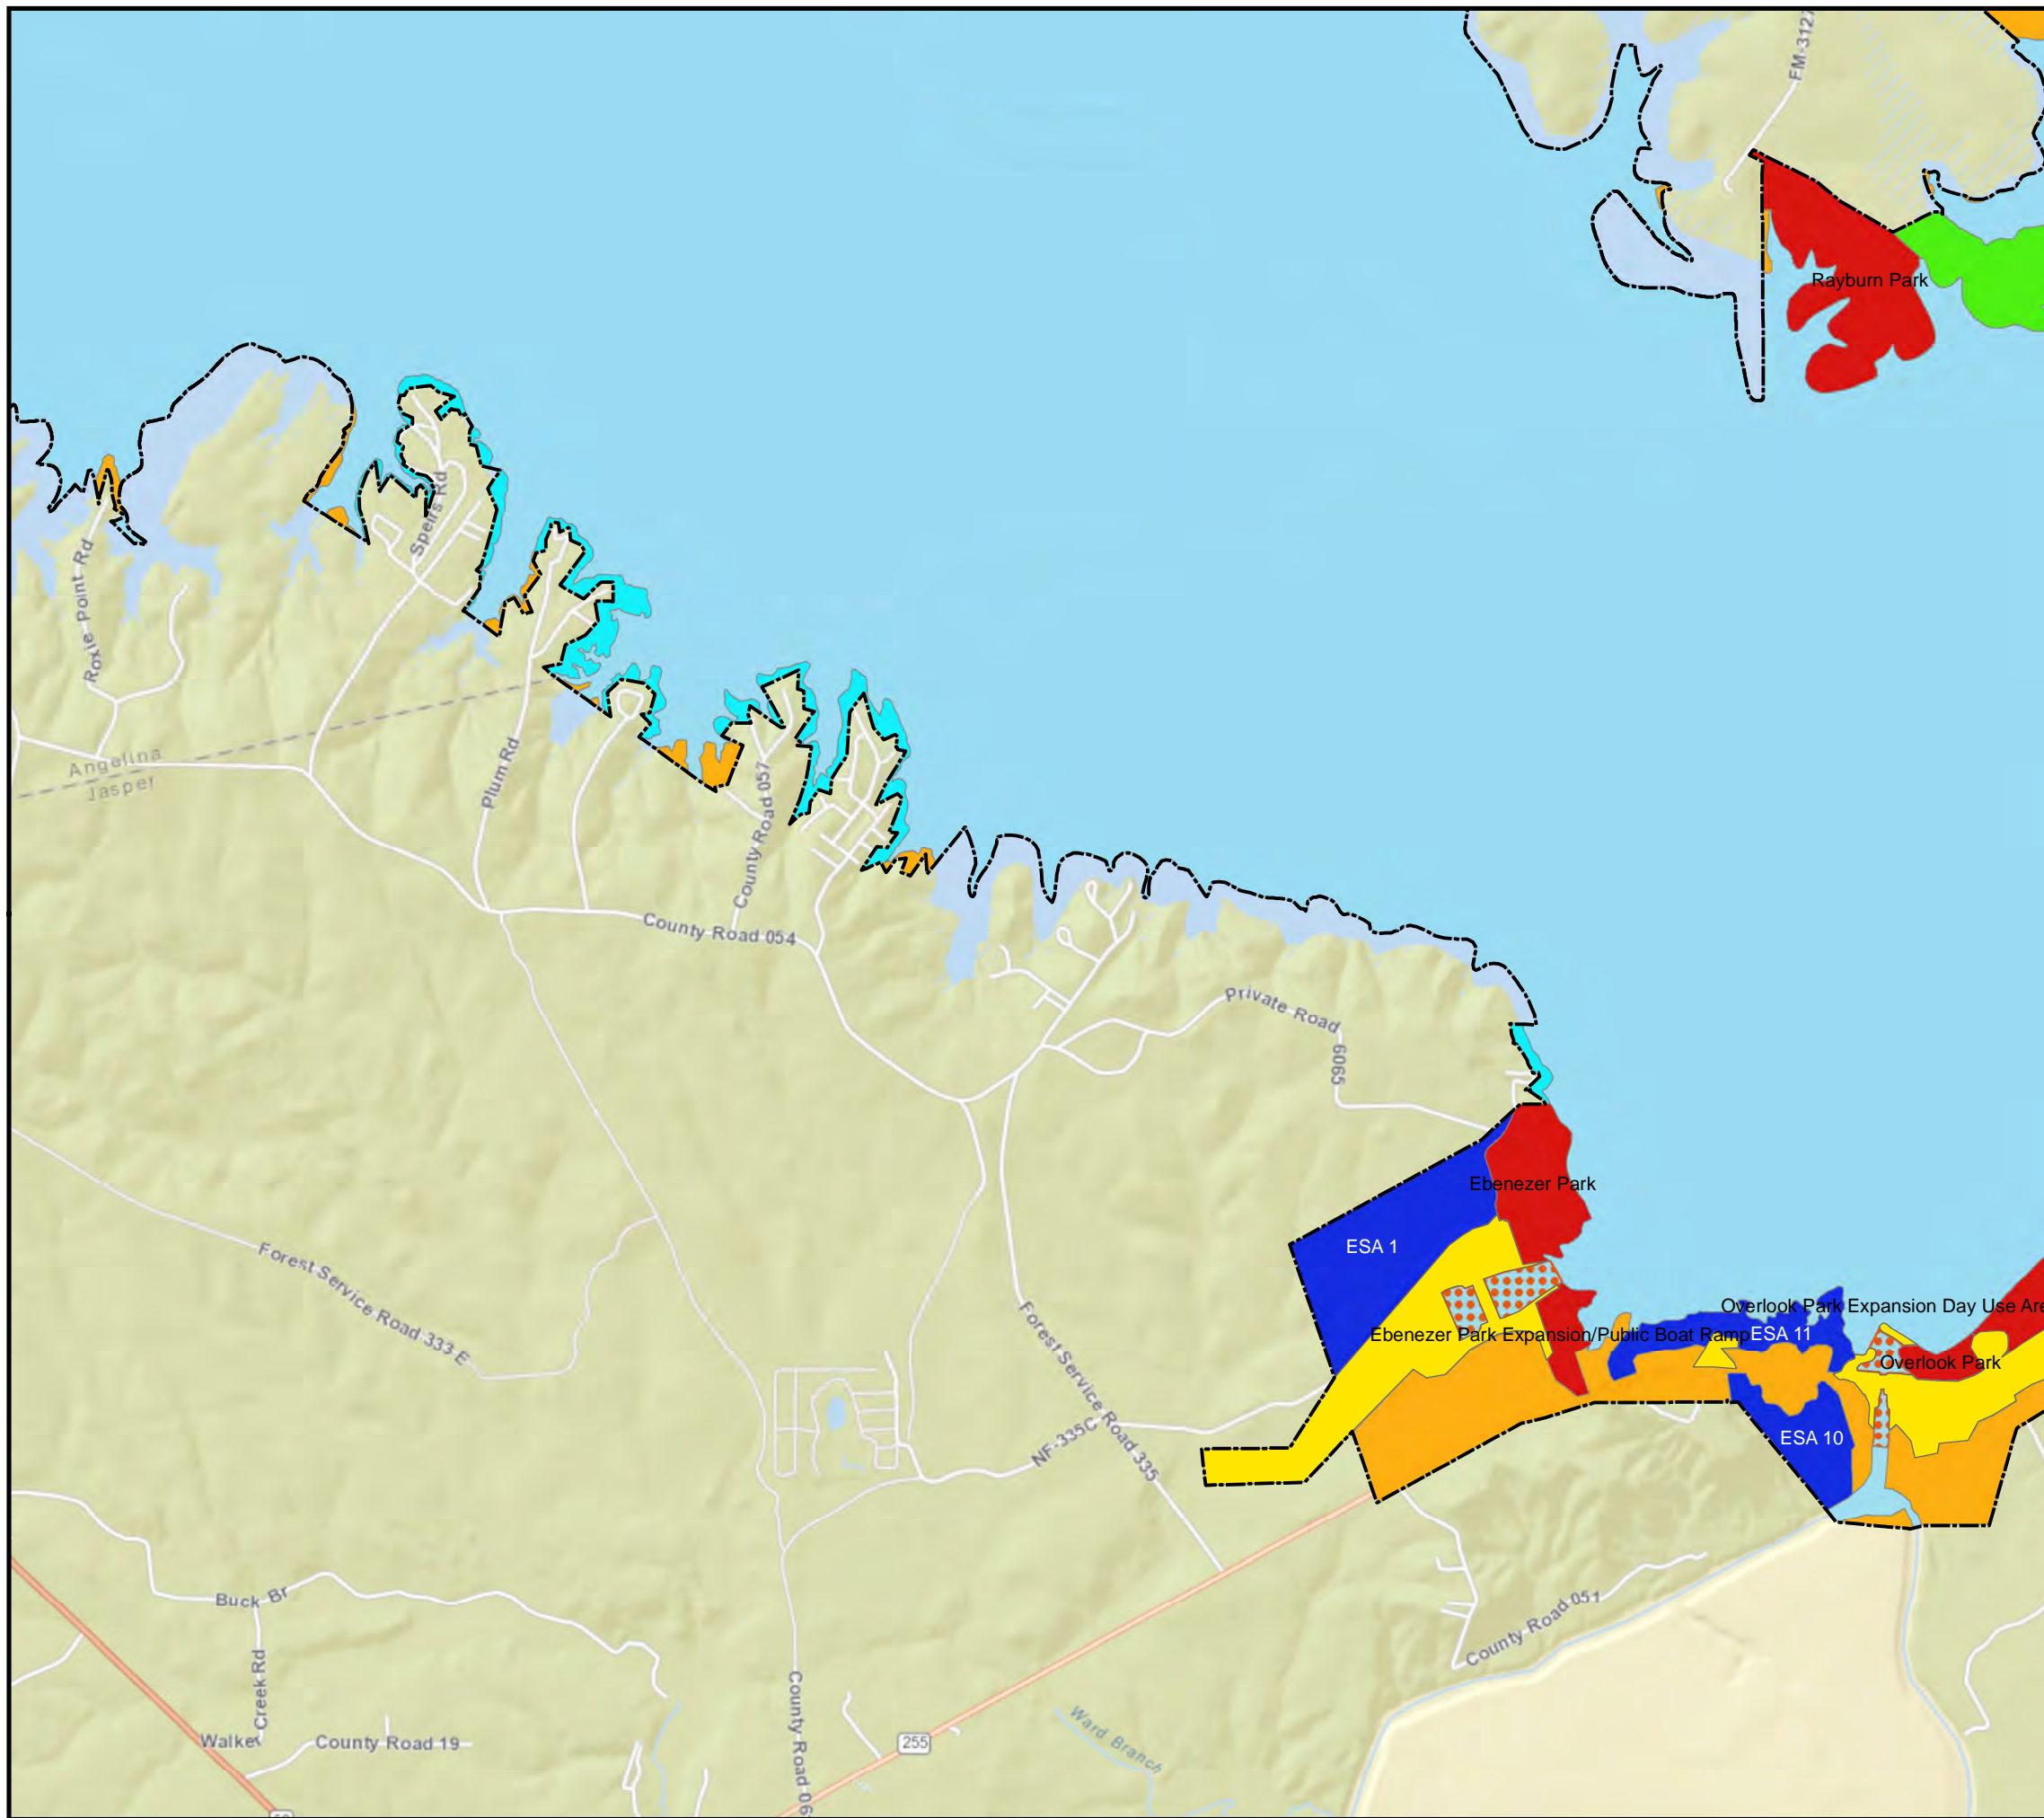 FM-3127
Rayburn Park
Speirs Rd
Roxie Point Rd
Angelina
Jasper
Plum Rd
County Road 057
County Road 054
Private Road
6065
Ebenezer Park
ESA 1
Forest Service Road 333 E
Forest Service Road 335
Overlook Park Expansion Day Use Are
Ebenezer Park Expansion/Public Boat Ramp
ESA 11
Overlook Park
NF-335C
ESA 10
Buck Br
County Road 051
Creek Rd
Walker
County Road 19
County Road 06
255
Ward Branch